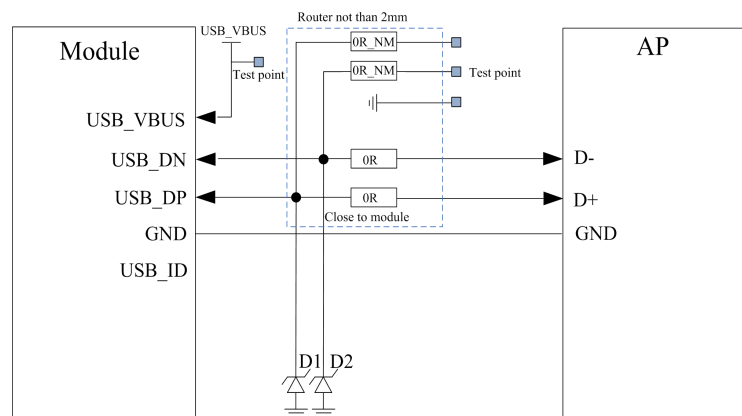 Router not than 2mm
Module
USB_VBUS
0R_NM
AP
Test point
0R_NM
Test point
USB_VBUS
USB_DN
0R
D-
USB_DP
0R
D+
Close to module
GND
GND
USB_ID
D1
D2